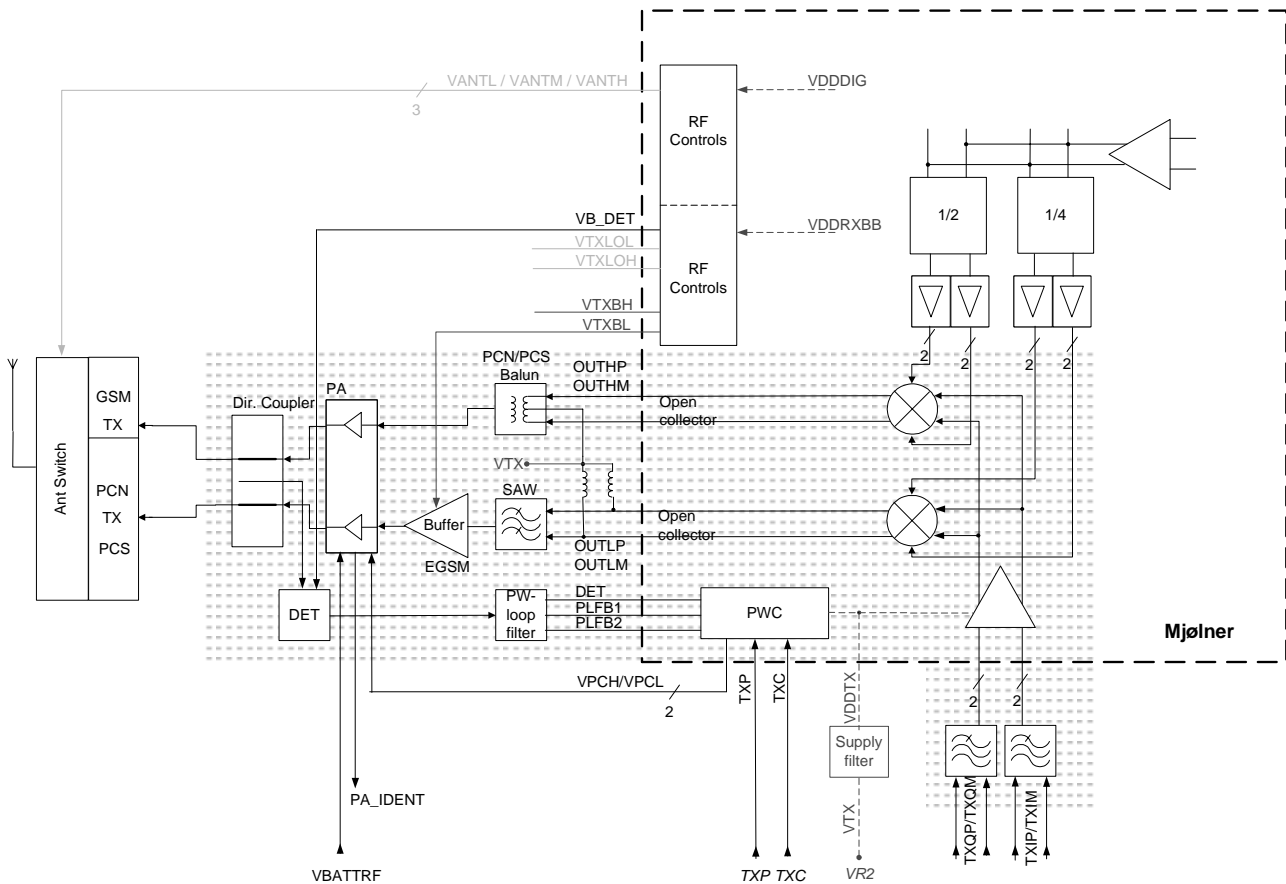 VANTL / VANTM / VANTH
3
VDDDIG
RF
Controls
1/2
1/4
VB_DET
VTXLOL
VTXLOH
VDDRXBB
RF
Controls
VTXBH
VTXBL
2
2
2
2
PCN/PCS
Balun
OUTHP
OUTHM
Open
collector
PA
Dir. Coupler
GSM
TX
Ant Switch
PCN
TX
PCS
VTX
SAW
Buffer
EGSM
Open
collector
OUTLP
OUTLM
DET
PW-
loop
filter
DET
PLFB1
PLFB2
PWC
Mjølner
VPCH/VPCL
2
TXP
TXC
VDDTX
2
2
Supply
filter
VTX
PA_IDENT
TXQP/TXQM
TXIP/TXIM
VBATTRF
TXP
TXC
VR2